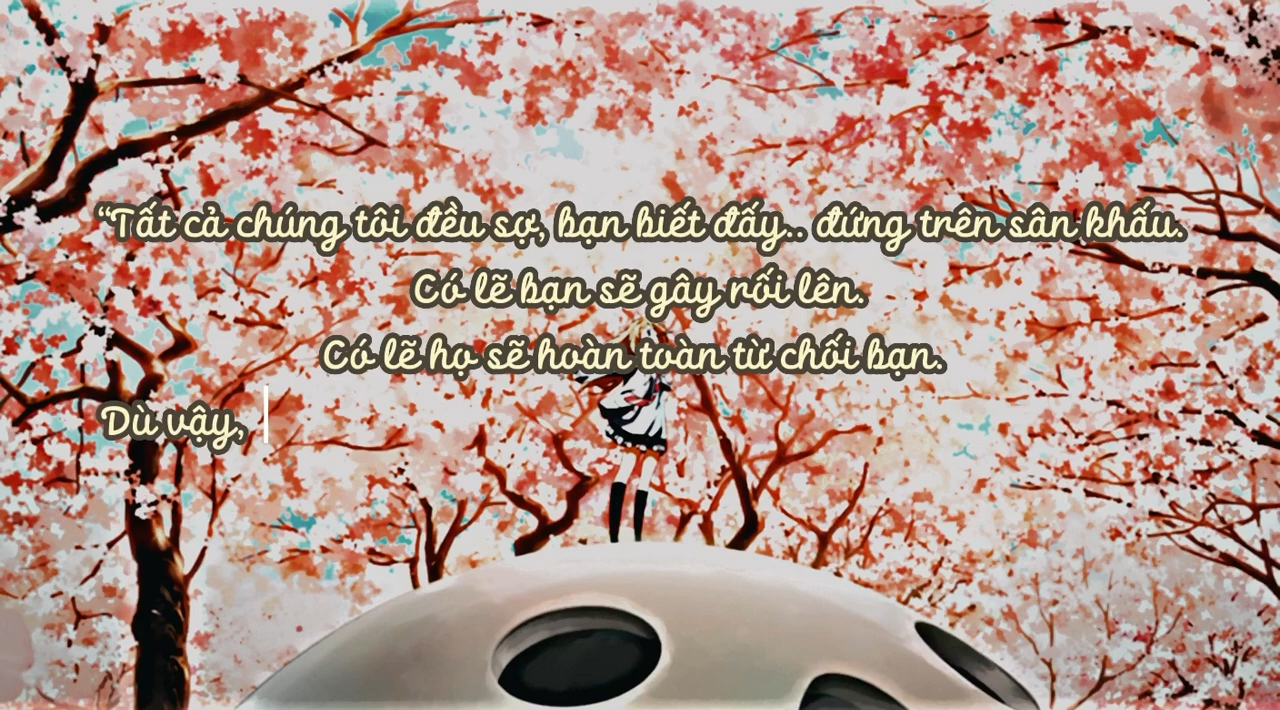 “Tất cả chúng tôi đều sợ, bạn biết đấy.. đứng trên sân khấu.
Có lẽ bạn sẽ gây rối lên.
Có lẽ họ sẽ hoàn toàn từ chối bạn.
Dù vậy,